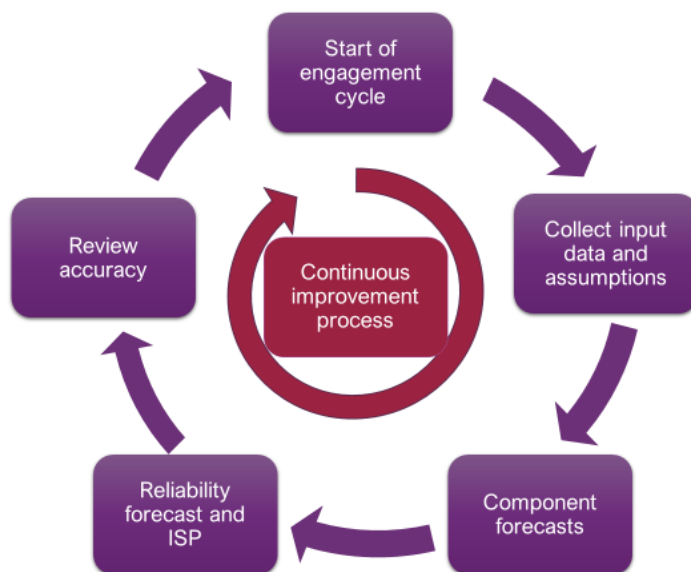 Start of
engagement
cycle
Collect input
data and
assumptions
Component
forecasts
Reliability
forecast and
ISP
Review
accuracy
Continuous
improvement
process